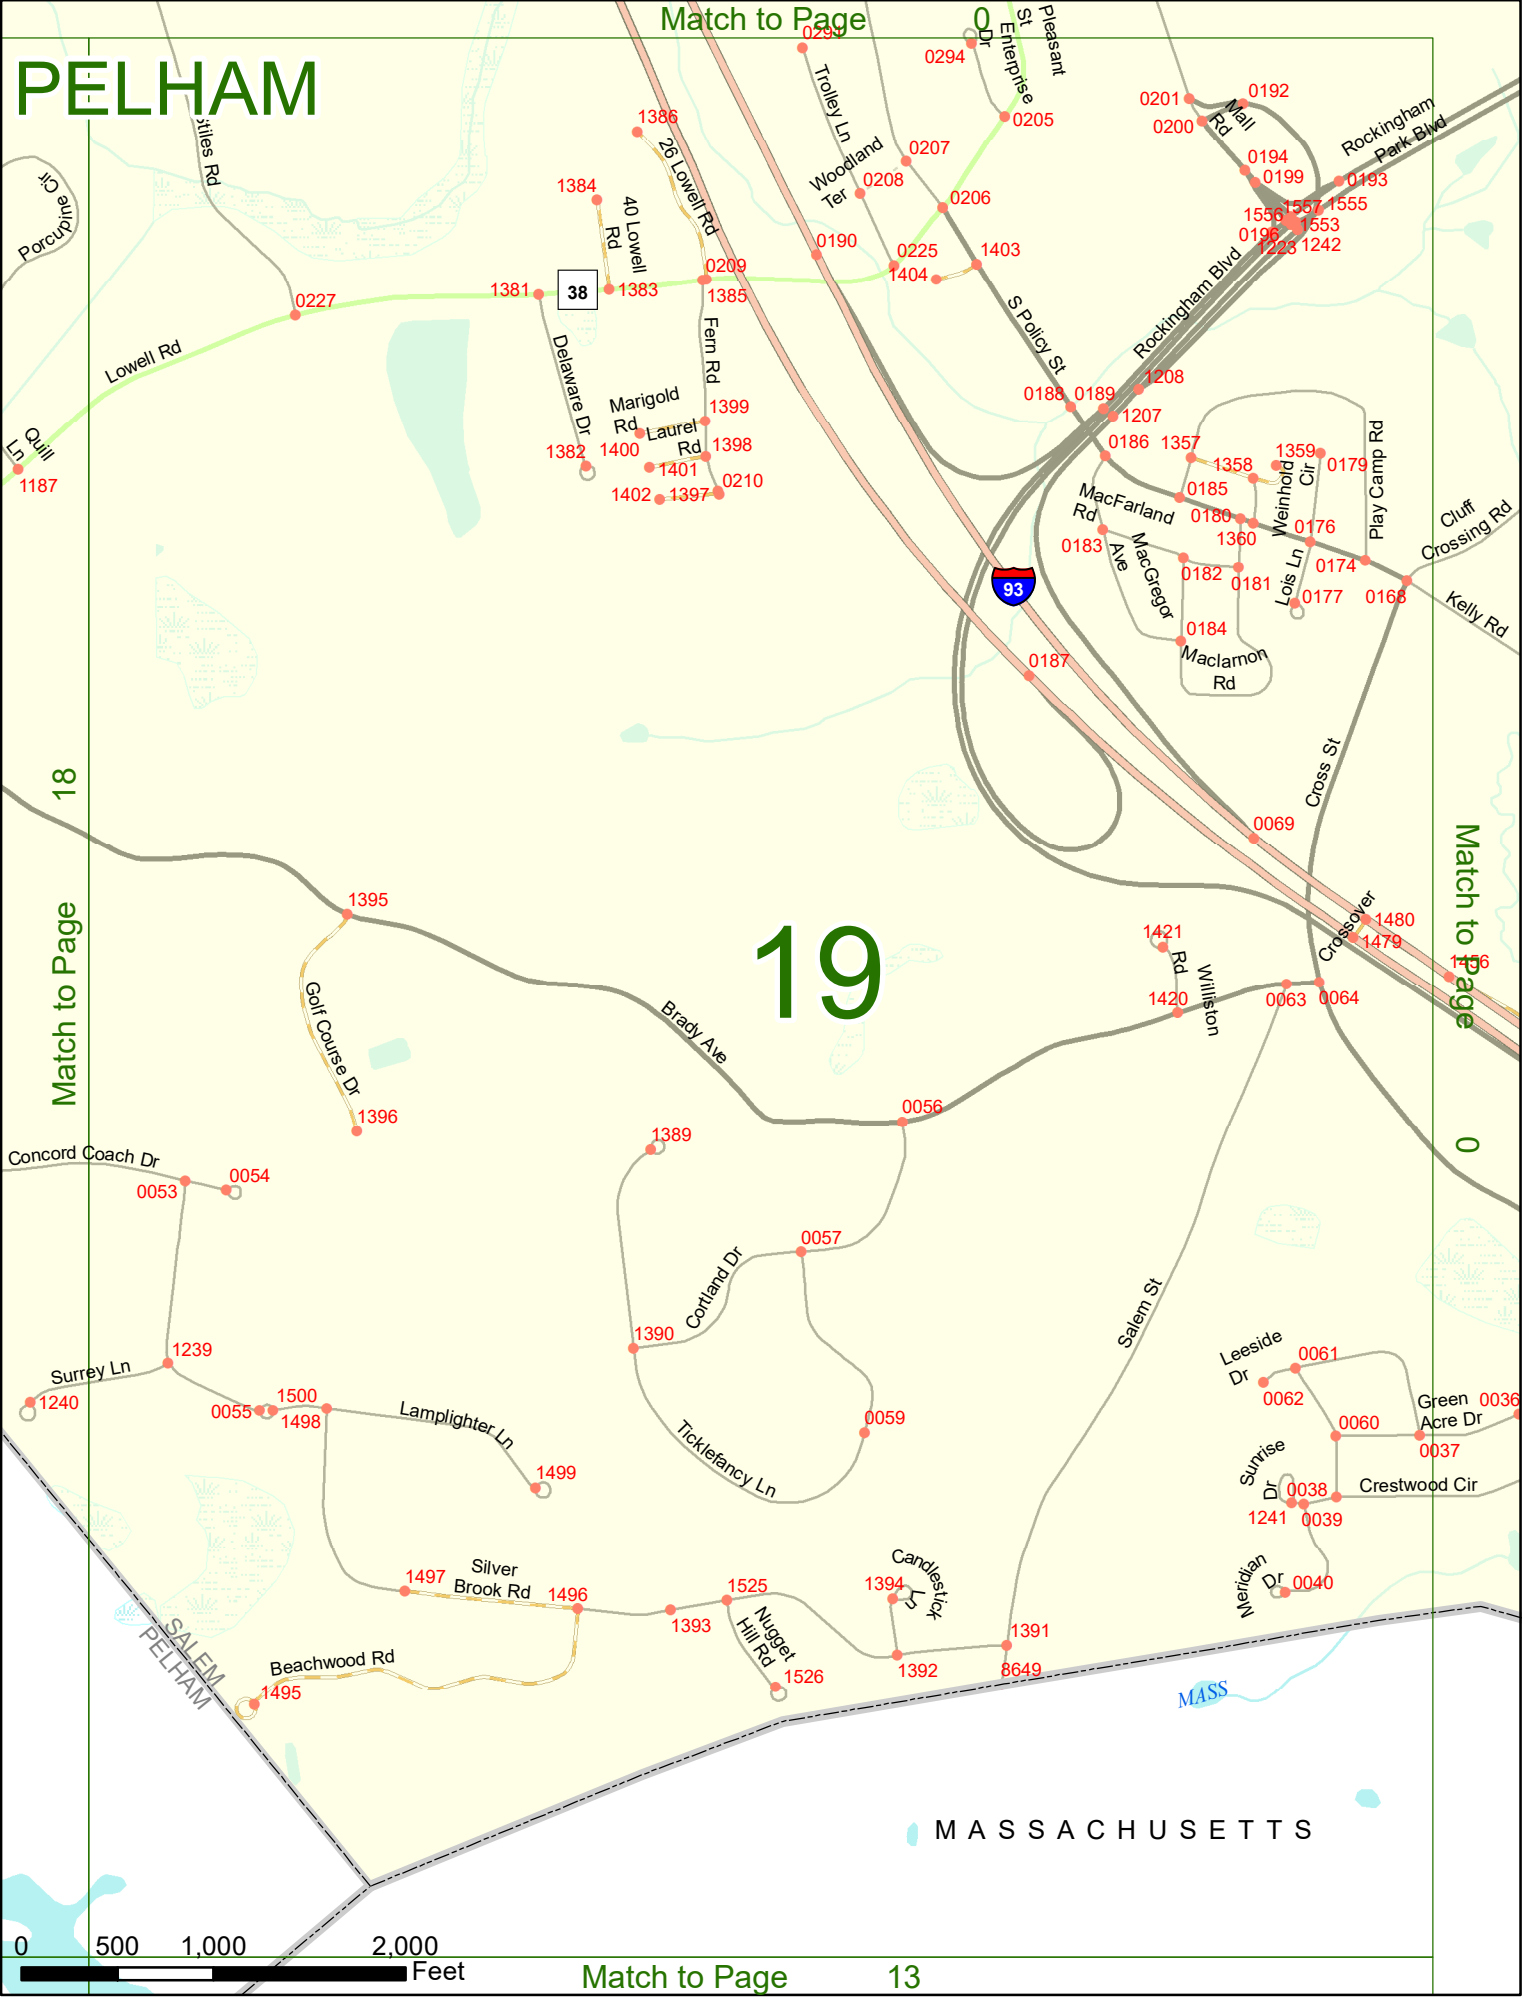 Match to Page 0
PELHAM
Stiles Rd
Porcupine Cir
0291
Trolley Ln
0294
Dr
Enterprise
Pleasant
St
0205
0201
0192
0200
Mall
Rd
0194
0199
Rockingham
Park Blvd
0193
1557
1555
1556
1553
0196
1223
1242
1386
26 Lowell Rd
1384
40 Lowell
Rd
0207
Woodland
Ter
0208
0206
0190
0225
1403
1404
0209
1385
1381
38
1383
0227
Lowell Rd
Quill
Ln
1187
Delaware Dr
1382
Fern Rd
Marigold
Rd
1399
1400
Laurel
Rd
1398
1401
1402
1397
0210
S Policy St
Rockingham Blvd
1208
0188
0189
1207
0186
1357
1358
1359
0179
Weinhold
Cir
Play Camp Rd
0185
MacFarland
Rd
0180
1360
0176
0174
0168
Cluff
Crossing Rd
Kelly Rd
0183
MacGregor
Ave
0182
0181
Lois Ln
0177
0184
Maclarnon
Rd
93
0187
Cross St
0069
18
Match to Page
Match to Page
0
1395
Golf Course Dr
1396
19
Brady Ave
1421
Rd
Williston
1420
0063
0064
Crossover
1480
1479
1456
0056
1389
Concord Coach Dr
0053
0054
0057
Cortland Dr
1390
Salem St
1239
Surrey Ln
1240
0055
1500
1498
Lamplighter Ln
1499
Ticklefancy Ln
0059
Leeside
Dr
0061
0062
Green
Acre Dr
0036
0060
0037
Sunrise
Dr
0038
1241
0039
Crestwood Cir
Meridian
Dr
0040
1497
Silver
Brook Rd
1496
1393
1525
Nugget
Hill Rd
1526
1394
Candlestick
Ln
1392
1391
8649
SALEM
PELHAM
Beachwood Rd
1495
MASS
MASSACHUSETTS
0 500 1,000 2,000
Feet
Match to Page 13